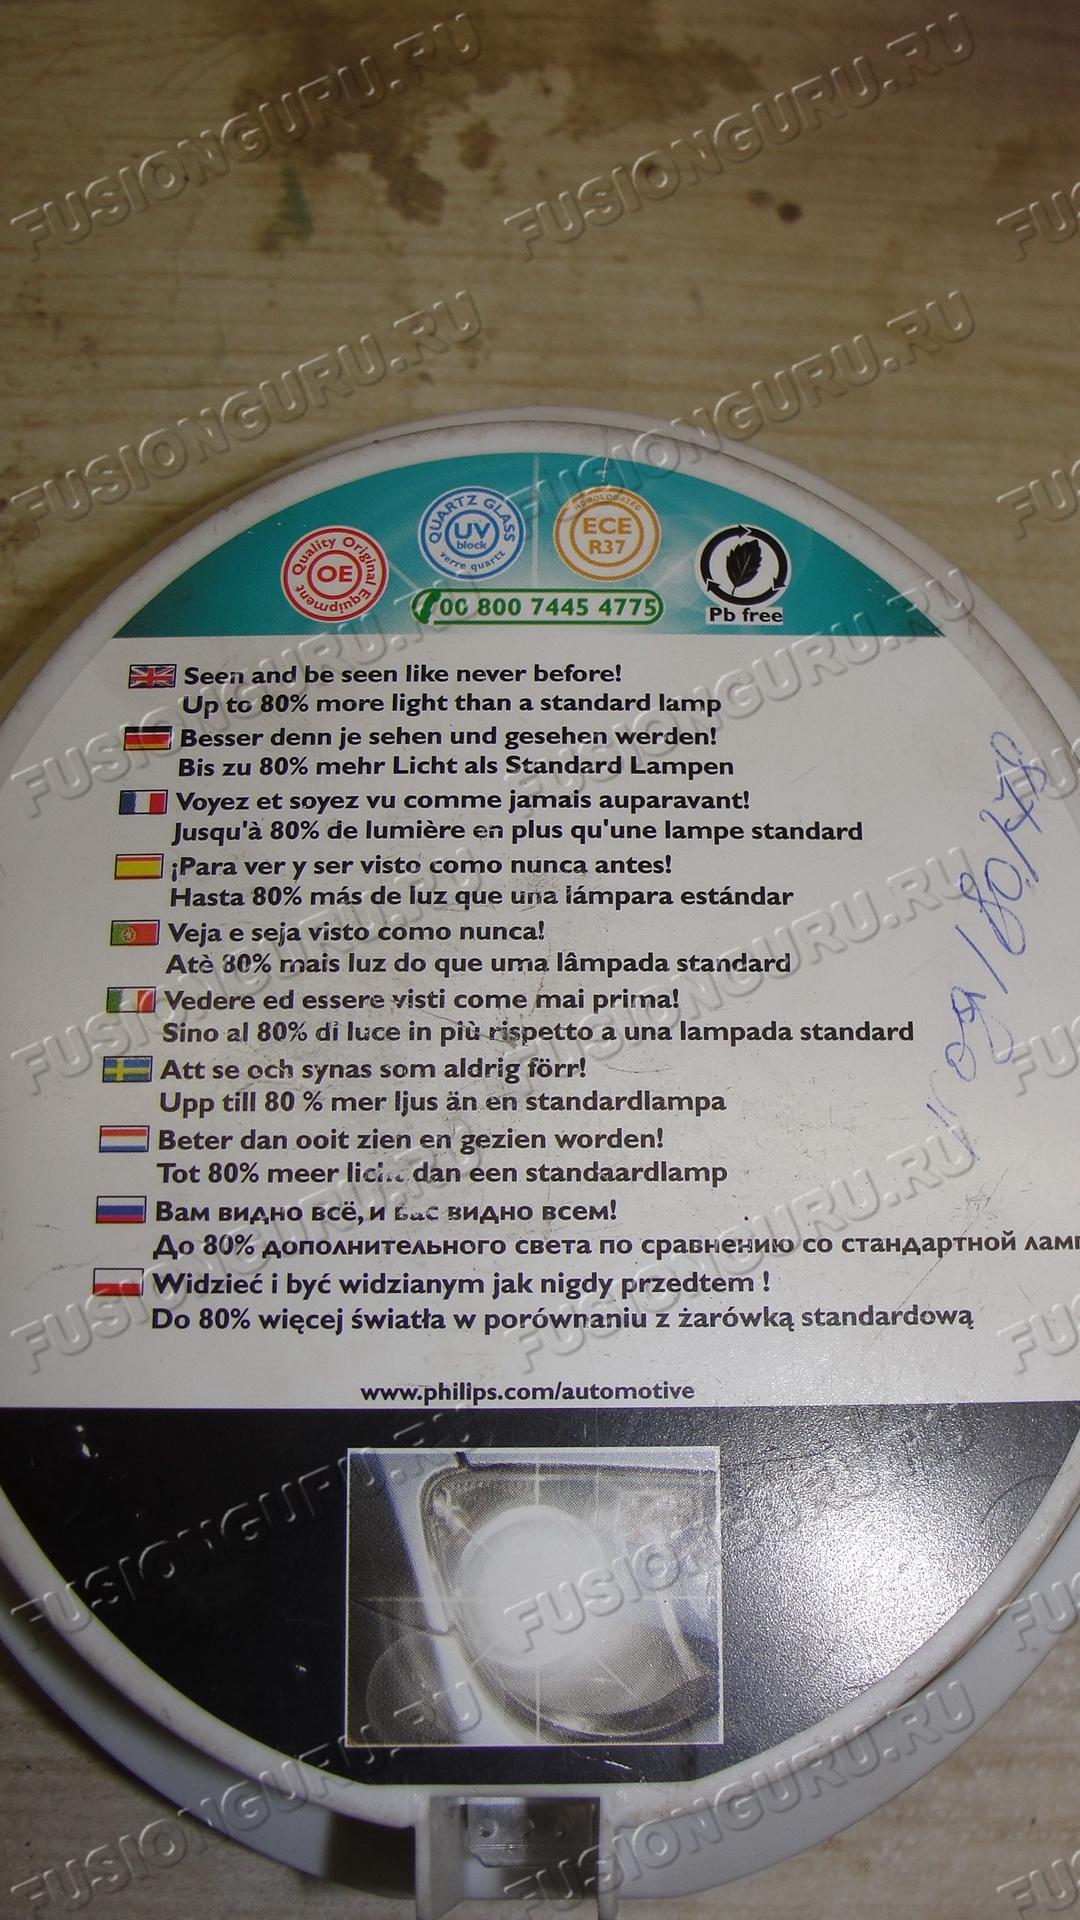 Quality Original Equipment
OE
QUARTZ GLASS
UV
block
verre quartz
HOMOLOGATED
ECE
R37
Pb free
00 800 7445 4775
Seen and be seen like never before!
Up to 80% more light than a standard lamp
Besser denn je sehen und gesehen werden!
Bis zu 80% mehr Licht als Standard Lampen
Voyez et soyez vu comme jamais auparavant!
Jusqu'à 80% de lumière en plus qu'une lampe standard
¡Para ver y ser visto como nunca antes!
Hasta 80% más de luz que una lámpara estándar
Veja e seja visto como nunca!
Atè 80% mais luz do que uma lâmpada standard
Vedere ed essere visti come mai prima!
Sino al 80% di luce in più rispetto a una lampada standard
Att se och synas som aldrig förr!
Upp till 80 % mer ljus än en standardlampa
Beter dan ooit zien en gezien worden!
Tot 80% meer licht dan een standaardlamp
Вам видно всё, и вас видно всем!
До 80% дополнительного света по сравнению со стандартной
Widzieć i być widzianym jak nigdy przedtem !
Do 80% więcej światła w porównaniu z żarówką standardową
www.philips.com/automotive
FUSIONGURU.RU